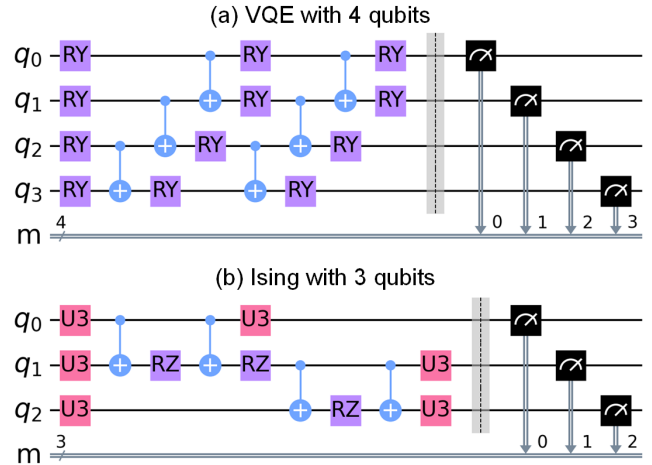 (a) VQE with 4 qubits
q0 RY RY RY
q1 RY RY RY
q2 RY RY RY
q3 RY RY RY
m 4 0 1 2 3
(b) Ising with 3 qubits
q0 U3 U3
q1 U3 RZ RZ U3
q2 U3 RZ U3
m 3 0 1 2